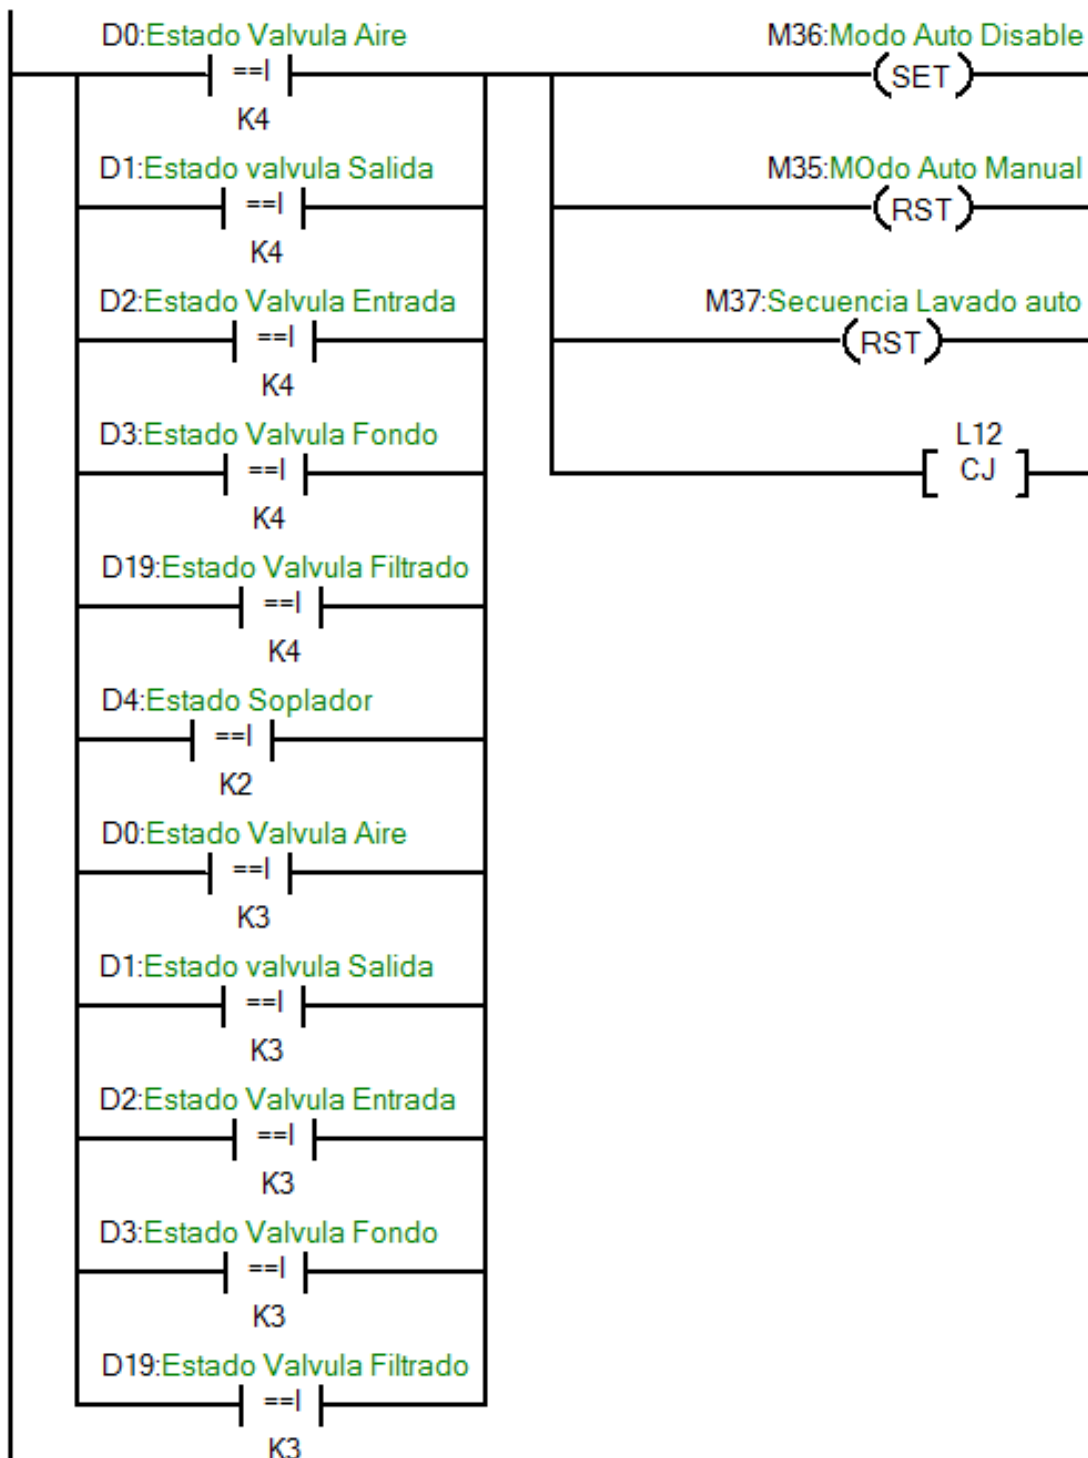 D0:Estado Valvula Aire
==|
K4
D1:Estado valvula Salida
==|
K4
D2:Estado Valvula Entrada
==|
K4
D3:Estado Valvula Fondo
==|
K4
D19:Estado Valvula Filtrado
==|
K4
D4:Estado Soplador
==|
K2
D0:Estado Valvula Aire
==|
K3
D1:Estado valvula Salida
==|
K3
D2:Estado Valvula Entrada
==|
K3
D3:Estado Valvula Fondo
==|
K3
D19:Estado Valvula Filtrado
==|
K3
M36:Modo Auto Disable
SET
M35:MOdo Auto Manual
RST
M37:Secuencia Lavado auto
RST
L12
CJ